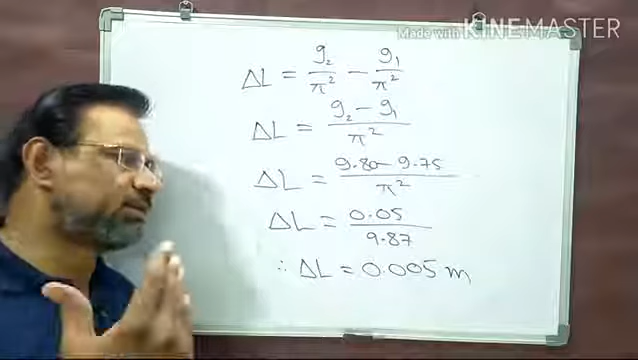 Made with KINEMASTER
ΔL = g₂/π² − g₁/π²
ΔL = (g₂ − g₁)/π²
ΔL = (9.80 − 9.75)/π²
ΔL = 0.05/9.87
∴ ΔL = 0.005 m